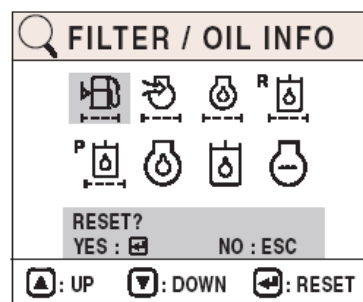 FILTER / OIL INFO
R
P
RESET?
YES : NO : ESC
: UP : DOWN : RESET